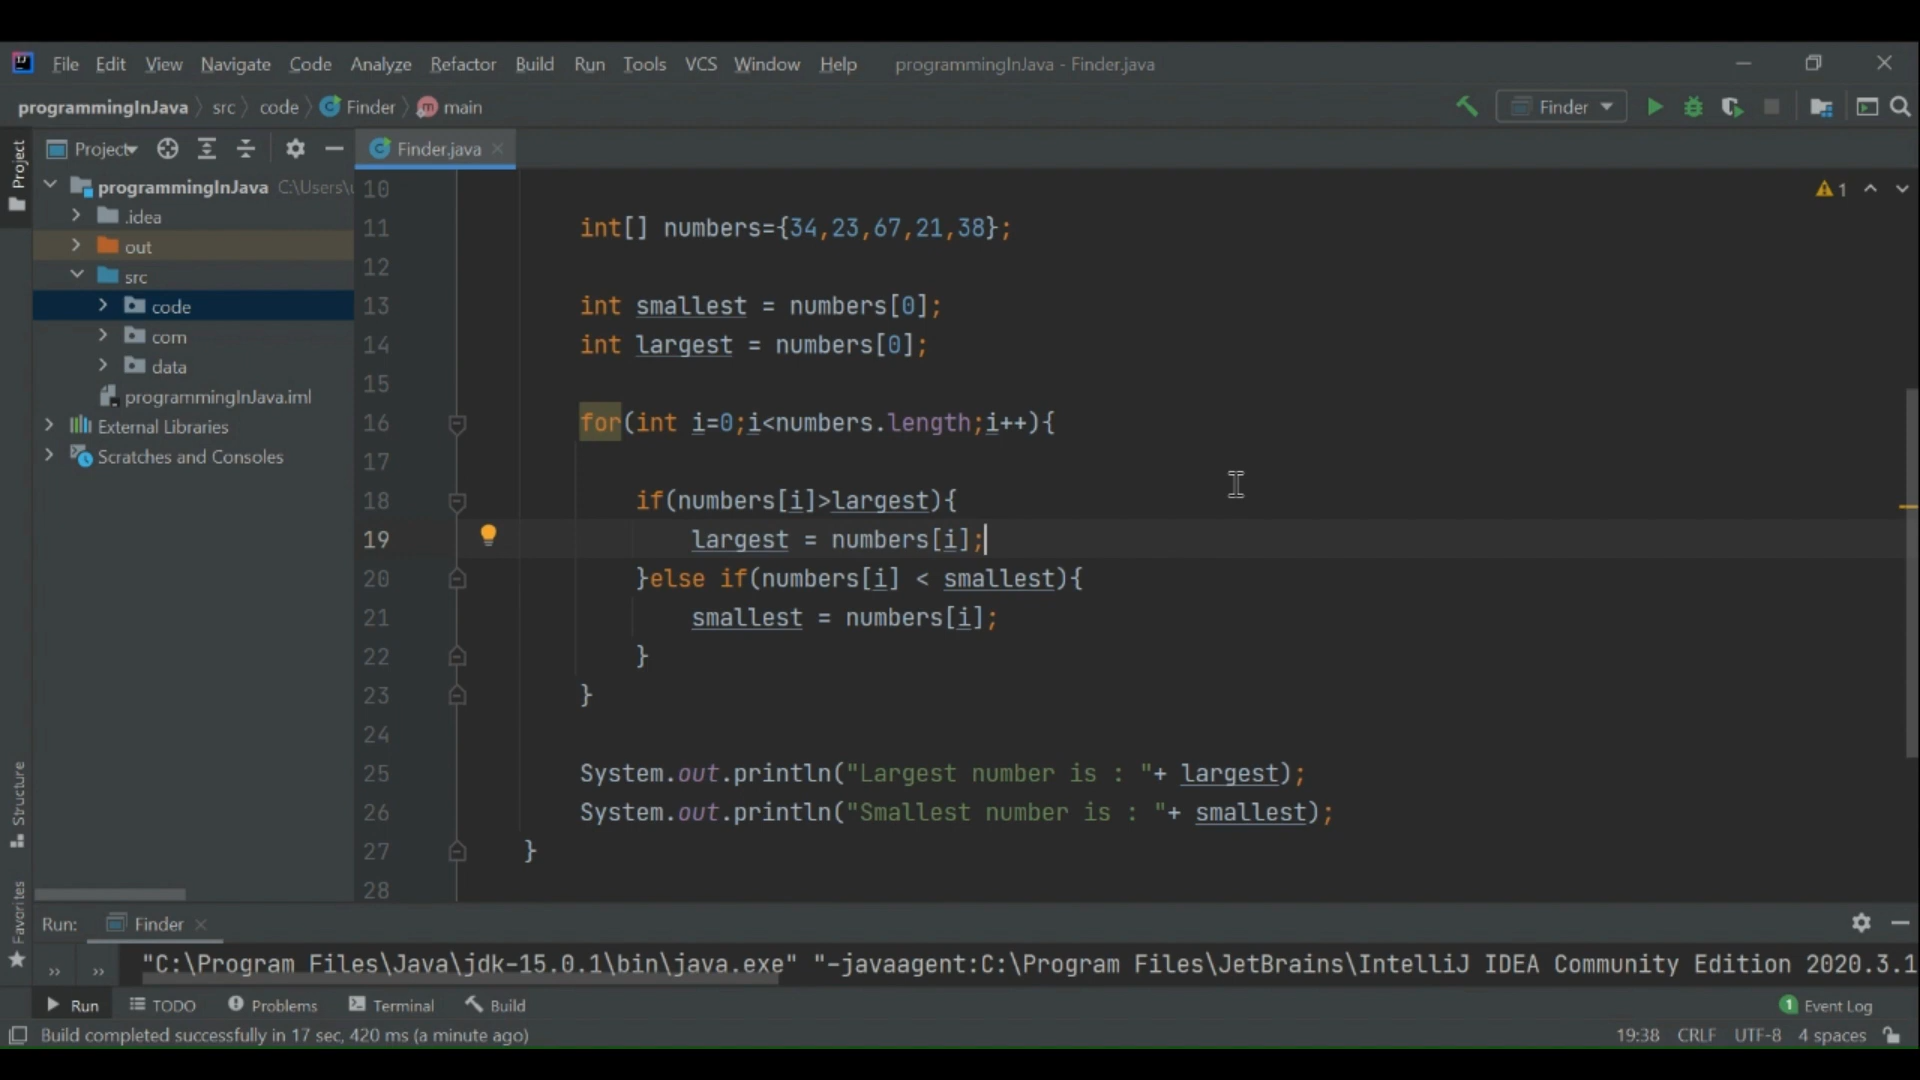 File Edit View Navigate Code Analyze Refactor Build Run Tools VCS Window Help programmingInJava - Finder.java
programmingInJava src code Finder main Finder
Project Project Finder.java
programmingInJava C:\Users\
.idea
out
src
code
com
data
programmingInJava.iml
External Libraries
Scratches and Consoles
1
10
11 int[] numbers={34,23,67,21,38};
12
13 int smallest = numbers[0];
14 int largest = numbers[0];
15
16 for(int i=0;i<numbers.length;i++){
17
18 if(numbers[i]>largest){
19 largest = numbers[i];
20 }else if(numbers[i] < smallest){
21 smallest = numbers[i];
22 }
23 }
24
25 System.out.println("Largest number is : "+ largest);
26 System.out.println("Smallest number is : "+ smallest);
27 }
28
Structure
Favorites
Run: Finder
"C:\Program Files\Java\jdk-15.0.1\bin\java.exe" "-javaagent:C:\Program Files\JetBrains\IntelliJ IDEA Community Edition 2020.3.1
Run TODO Problems Terminal Build 1 Event Log
Build completed successfully in 17 sec, 420 ms (a minute ago) 19:38 CRLF UTF-8 4 spaces